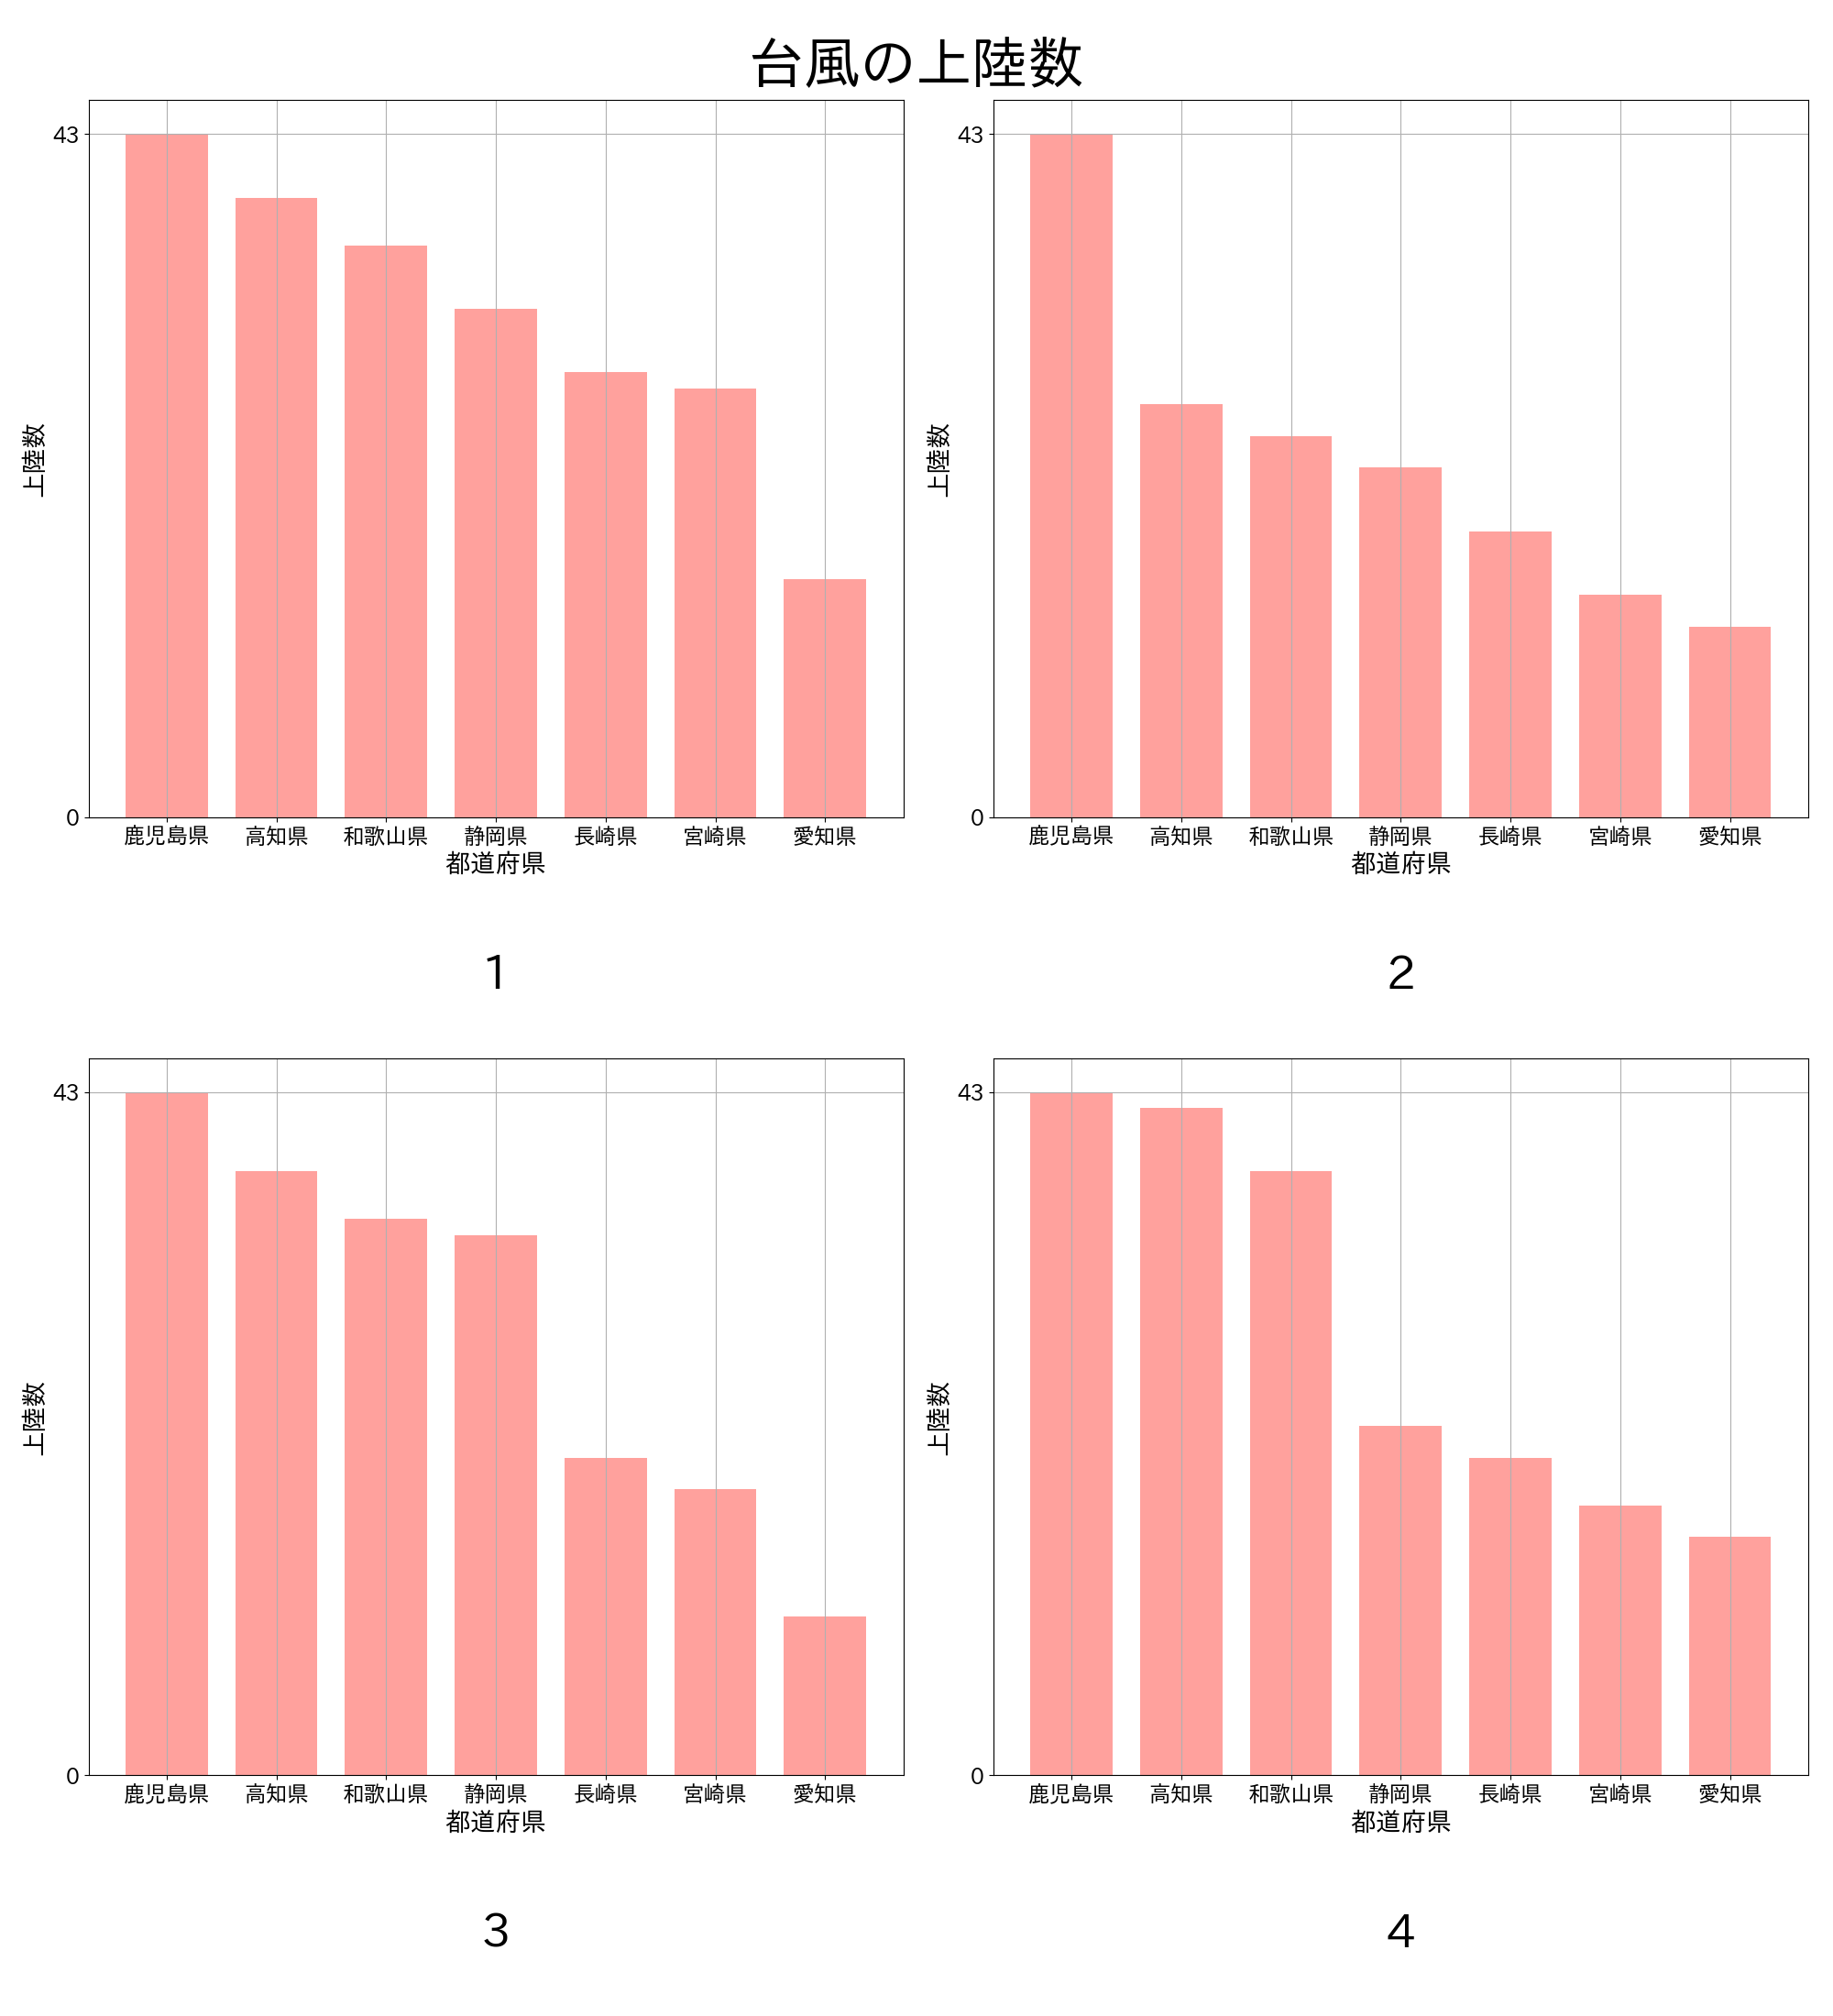 台風の上陸数
43
0
上陸数
鹿児島県 高知県 和歌山県 静岡県 長崎県 宮崎県 愛知県
都道府県
1
43
0
上陸数
鹿児島県 高知県 和歌山県 静岡県 長崎県 宮崎県 愛知県
都道府県
2
43
0
上陸数
鹿児島県 高知県 和歌山県 静岡県 長崎県 宮崎県 愛知県
都道府県
3
43
0
上陸数
鹿児島県 高知県 和歌山県 静岡県 長崎県 宮崎県 愛知県
都道府県
4